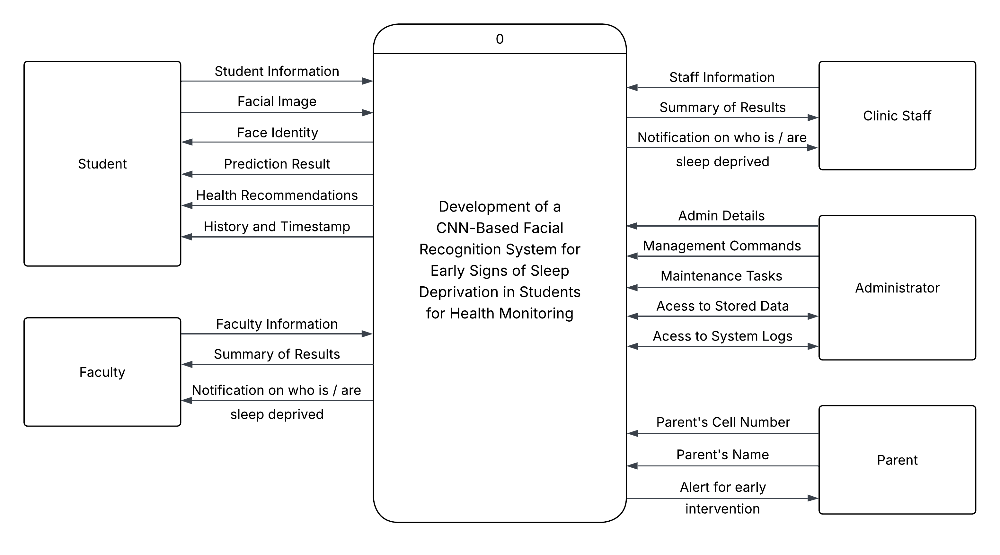 0
Student
Student Information
Facial Image
Face Identity
Prediction Result
Health Recommendations
History and Timestamp
Faculty
Faculty Information
Summary of Results
Notification on who is / are
sleep deprived
Development of a
CNN-Based Facial
Recognition System for
Early Signs of Sleep
Deprivation in Students
for Health Monitoring
Staff Information
Summary of Results
Notification on who is / are
sleep deprived
Clinic Staff
Admin Details
Management Commands
Maintenance Tasks
Acess to Stored Data
Acess to System Logs
Administrator
Parent's Cell Number
Parent's Name
Alert for early
intervention
Parent